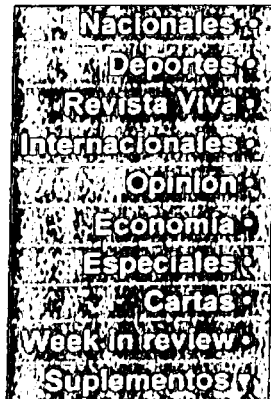 Nacionales •
Deportes •
Revista Viva •
Internacionales •
Opinión •
Economía •
Especiales •
Cartas •
Week in review •
Suplementos •